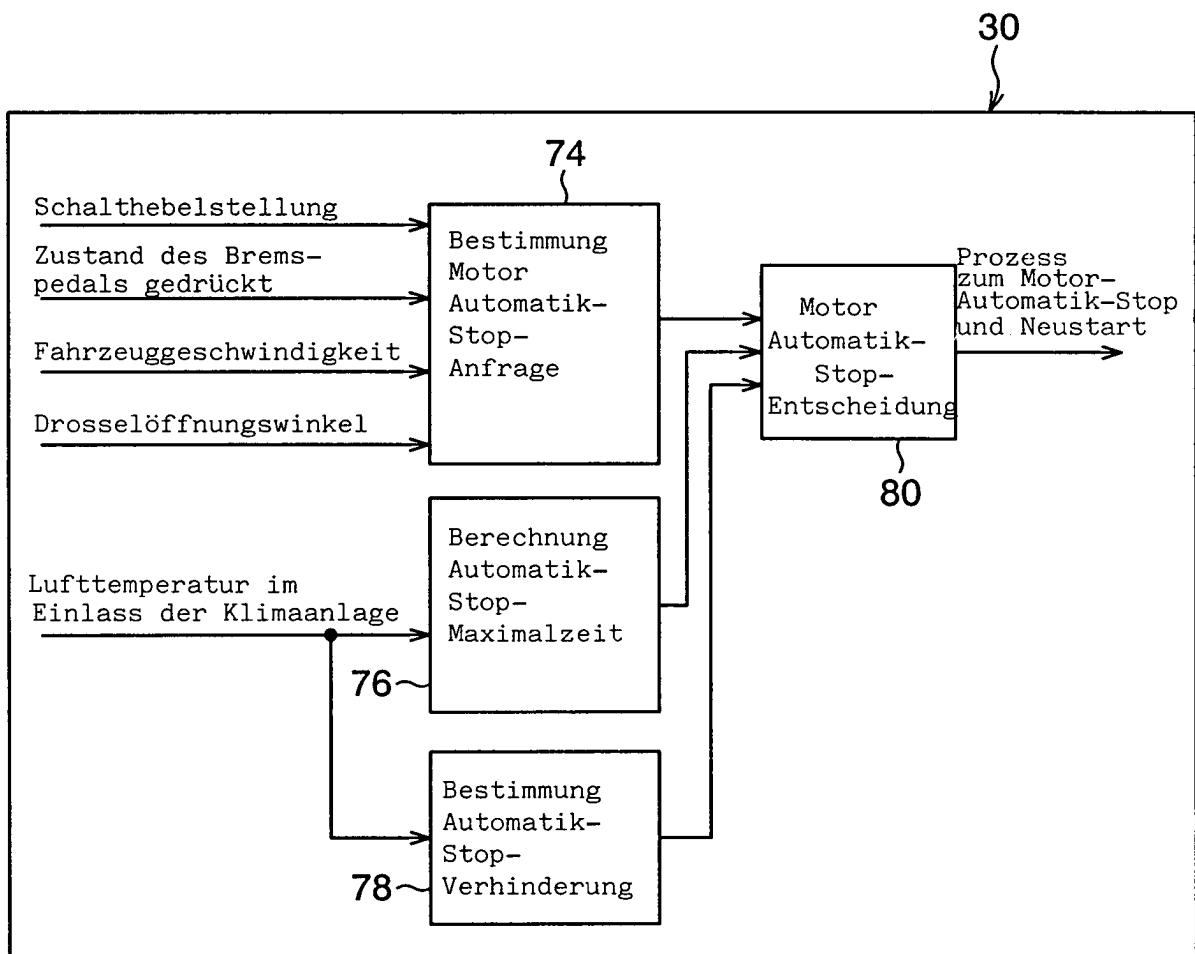 30
74
Schalthebelstellung
Zustand des Brems-
pedals gedrückt
Fahrzeuggeschwindigkeit
Drosselöffnungswinkel
Bestimmung
Motor
Automatik-
Stop-
Anfrage
Motor
Automatik-
Stop-
Entscheidung
80
Prozess
zum Motor-
Automatik-Stop
und Neustart
Lufttemperatur im
Einlass der Klimaanlage
Berechnung
Automatik-
Stop-
Maximalzeit
76
Bestimmung
Automatik-
Stop-
Verhinderung
78